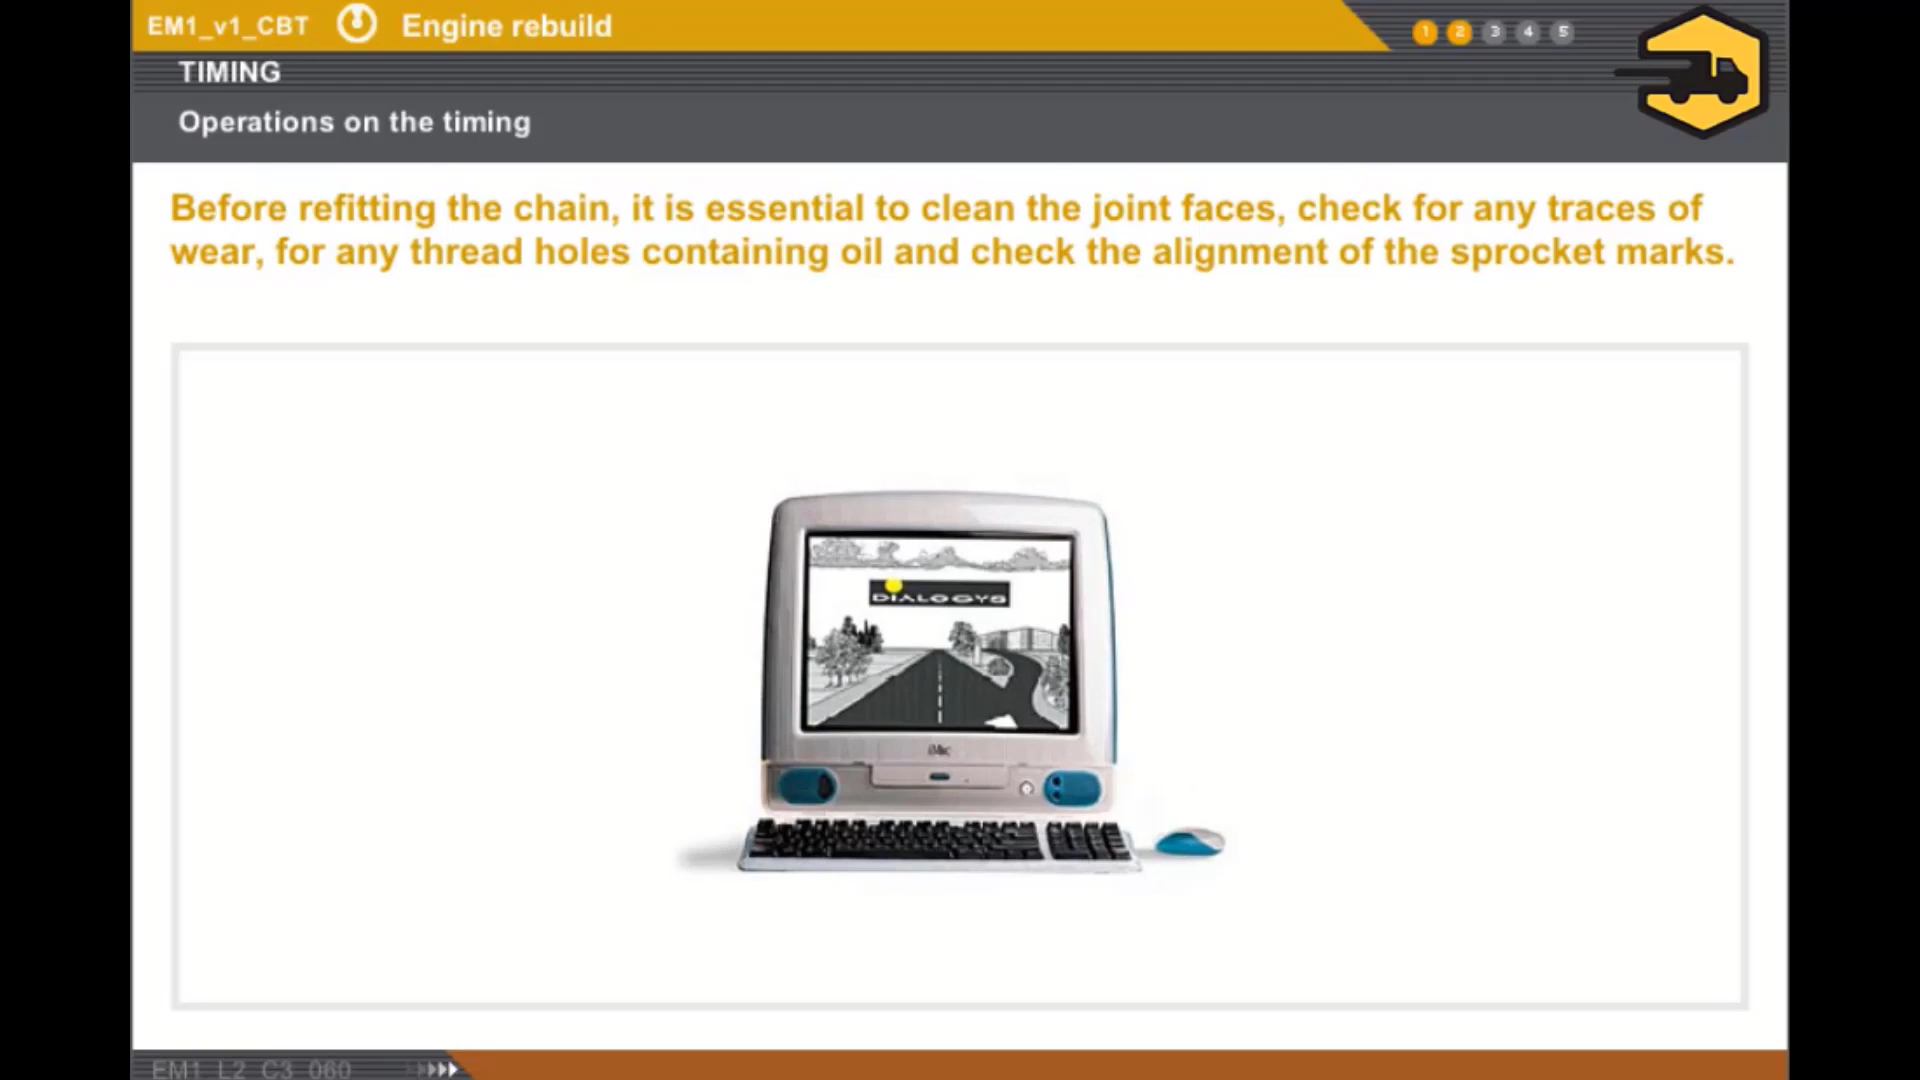 EM1_v1_CBT Engine rebuild
1 2 3 4 5
TIMING
Operations on the timing
Before refitting the chain, it is essential to clean the joint faces, check for any traces of
wear, for any thread holes containing oil and check the alignment of the sprocket marks.
DIALOGYS
iMac
EM1_L2_C3_060